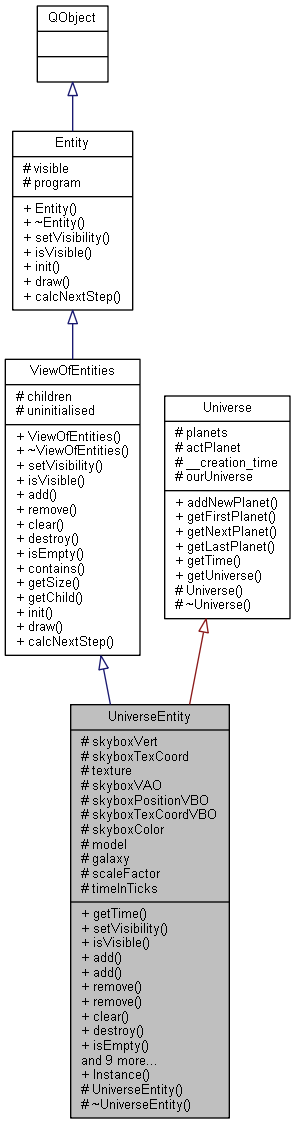 QObject
Entity
# visible
# program
+ Entity()
+ ~Entity()
+ setVisibility()
+ isVisible()
+ init()
+ draw()
+ calcNextStep()
ViewOfEntities
# children
# uninitialised
+ ViewOfEntities()
+ ~ViewOfEntities()
+ setVisibility()
+ isVisible()
+ add()
+ remove()
+ clear()
+ destroy()
+ isEmpty()
+ contains()
+ getSize()
+ getChild()
+ init()
+ draw()
+ calcNextStep()
Universe
# planets
# actPlanet
# __creation_time
# ourUniverse
+ addNewPlanet()
+ getFirstPlanet()
+ getNextPlanet()
+ getLastPlanet()
+ getTime()
+ getUniverse()
# Universe()
# ~Universe()
UniverseEntity
# skyboxVert
# skyboxTexCoord
# texture
# skyboxVAO
# skyboxPositionVBO
# skyboxTexCoordVBO
# skyboxColor
# model
# galaxy
# scaleFactor
# timeInTicks
+ getTime()
+ setVisibility()
+ isVisible()
+ add()
+ add()
+ remove()
+ remove()
+ clear()
+ destroy()
+ isEmpty()
and 9 more...
+ Instance()
# UniverseEntity()
# ~UniverseEntity()